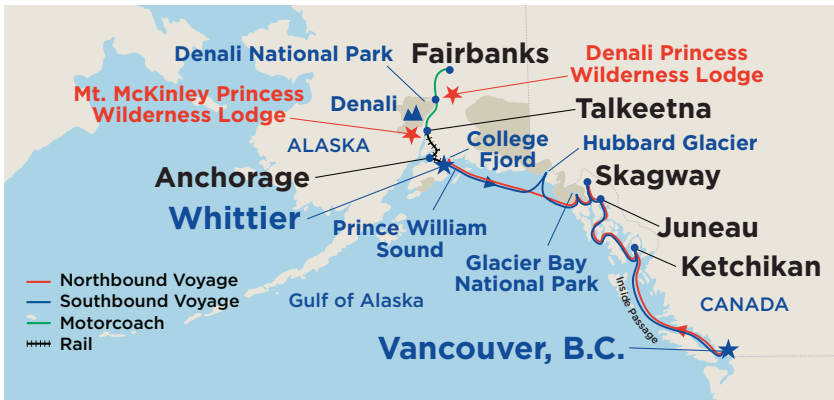 Fairbanks
Denali National Park
Denali Princess
Wilderness Lodge
Mt. McKinley Princess
Wilderness Lodge
Denali
Talkeetna
ALASKA
College
Fjord
Hubbard Glacier
Anchorage
Skagway
Whittier
Prince William
Sound
Juneau
Glacier Bay
National Park
Ketchikan
Northbound Voyage
Southbound Voyage
Motorcoach
Rail
Gulf of Alaska
Inside Passage
CANADA
Vancouver, B.C.